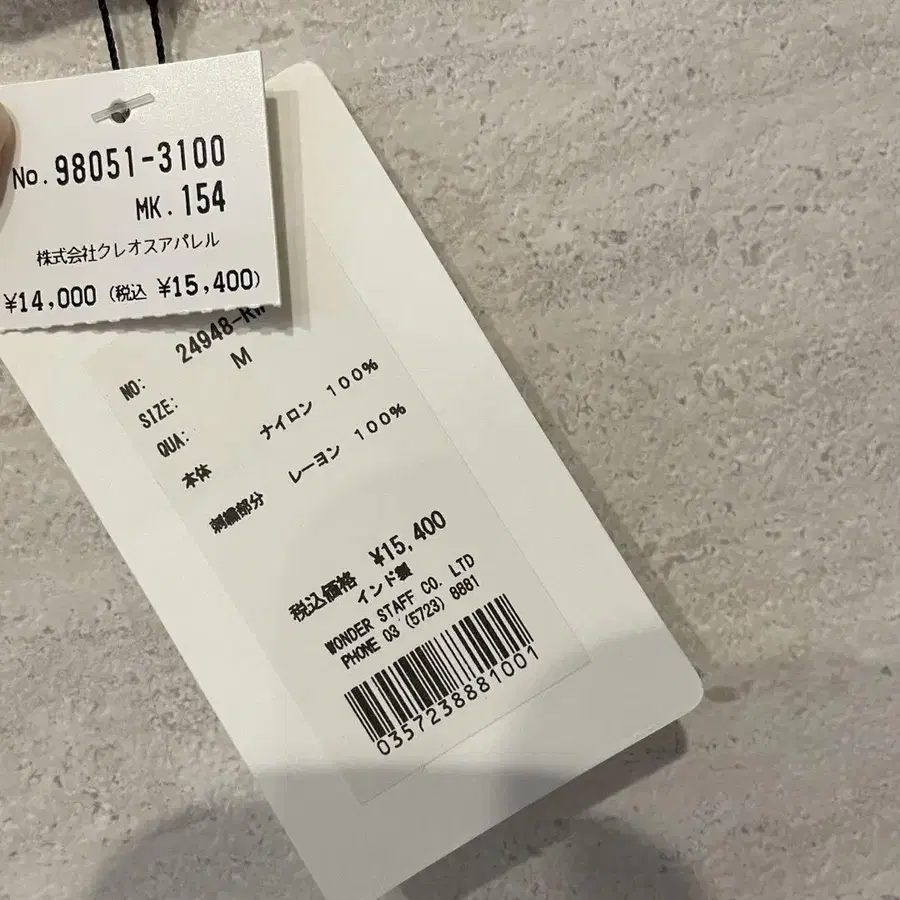 No. 98051-3100
MK. 154
株式会社クレオスアパレル
¥14,000 (税込 ¥15,400)
NO: 24948-
SIZE: M
QUA:
本体 ナイロン 100%
刺繍部分 レーヨン 100%
税込価格 ¥15,400
インド製
WONDER STAFF CO. LTD
PHONE 03 (5723) 8881
0357238881001